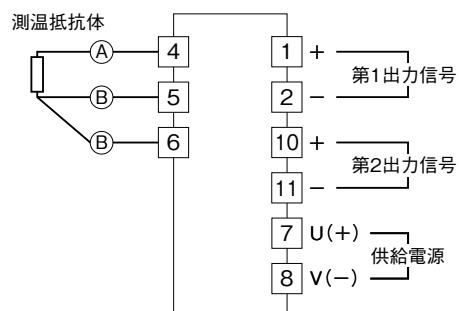 測温抵抗体
A 4
B 5
B 6
1 +
第1出力信号
2 −
10 +
第2出力信号
11 −
7 U(+)
供給電源
8 V(−)